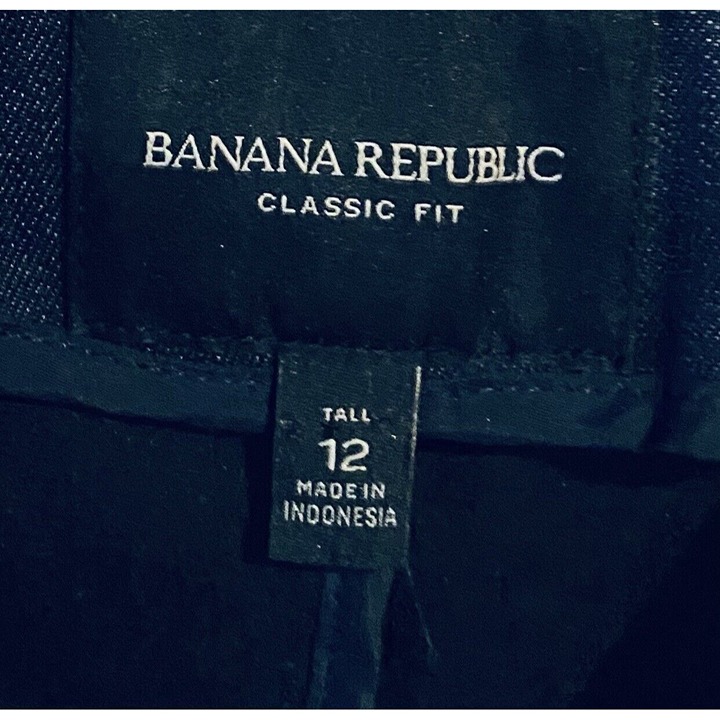 BANANA REPUBLIC
CLASSIC FIT
TALL
12
MADE IN
INDONESIA